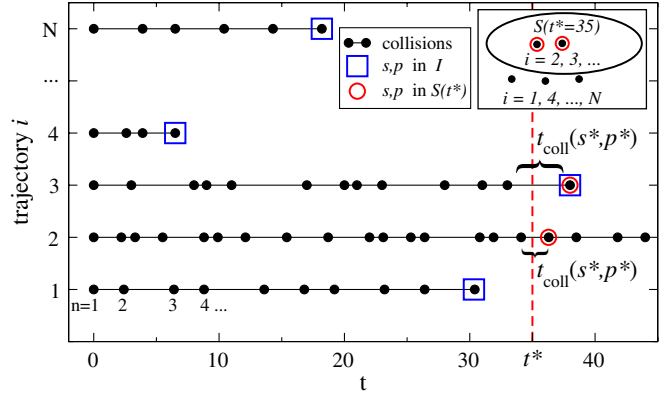 N
...
4
3
2
1
trajectory i
collisions
s,p in I
s,p in S(t*)
S(t*=35)
i = 2, 3, ...
i = 1, 4, ..., N
t_coll(s*,p*)
t_coll(s*,p*)
n=1 2 3 4 ...
0 10 20 30 t* 40
t